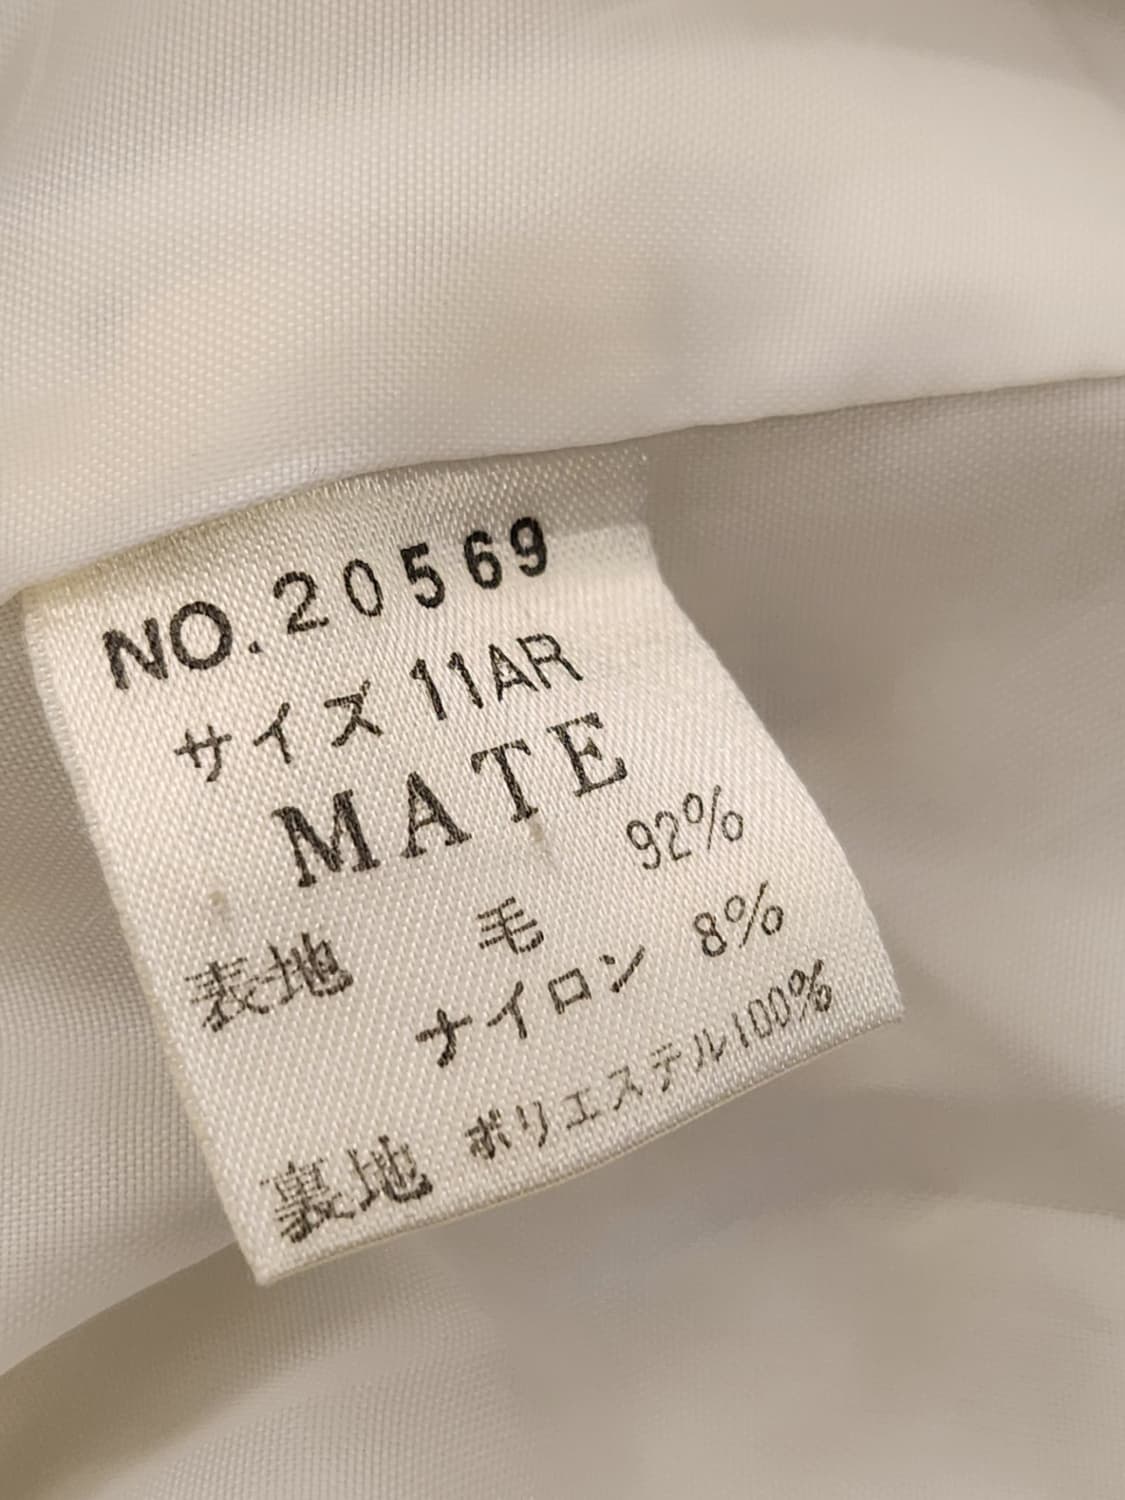 NO.20569
サイズ 11AR
MATE
表地 毛 92%
ナイロン 8%
裏地 ポリエステル100%